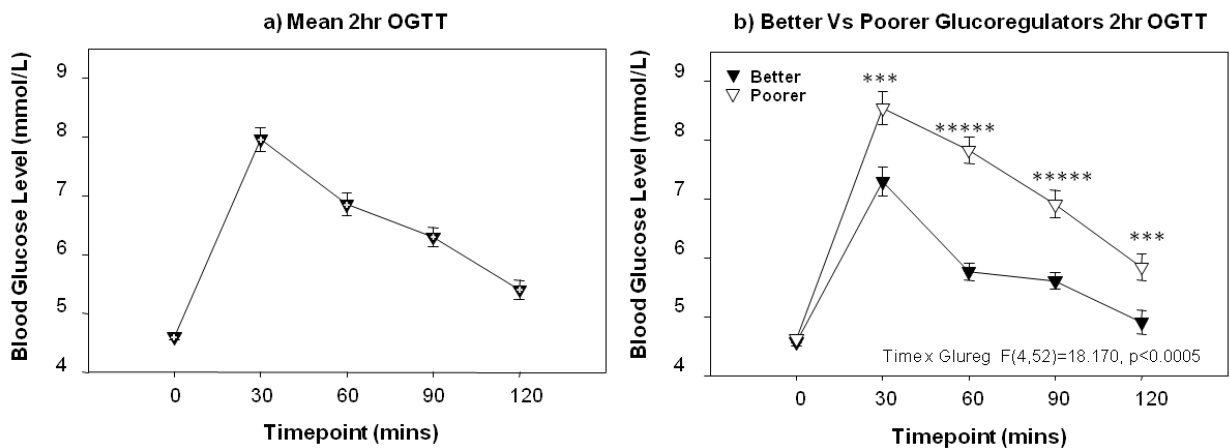 a) Mean 2hr OGTT
Blood Glucose Level (mmol/L)
9
8
7
6
5
4
0 30 60 90 120
Timepoint (mins)
b) Better Vs Poorer Glucoregulators 2hr OGTT
Blood Glucose Level (mmol/L)
9
8
7
6
5
4
Better
Poorer
***
*****
*****
***
Time x Glureg F(4,52)=18.170, p<0.0005
0 30 60 90 120
Timepoint (mins)